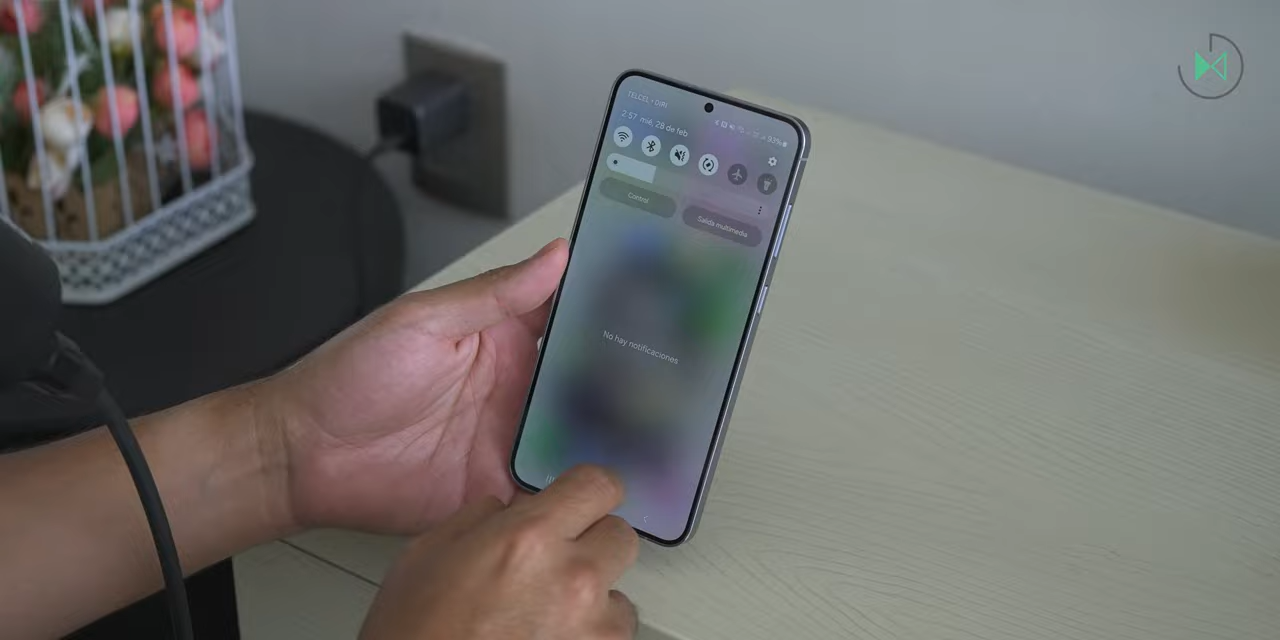 TELCEL • DIRI
2:57 mié, 28 de feb
93%
Control
Salida multimedia
No hay notificaciones